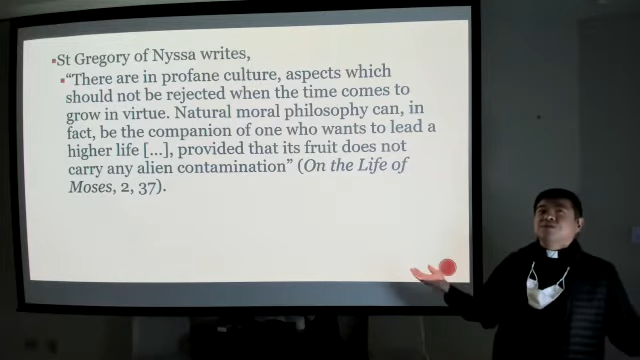 St Gregory of Nyssa writes,
“There are in profane culture, aspects which
should not be rejected when the time comes to
grow in virtue. Natural moral philosophy can, in
fact, be the companion of one who wants to lead a
higher life [...], provided that its fruit does not
carry any alien contamination” (On the Life of
Moses, 2, 37).